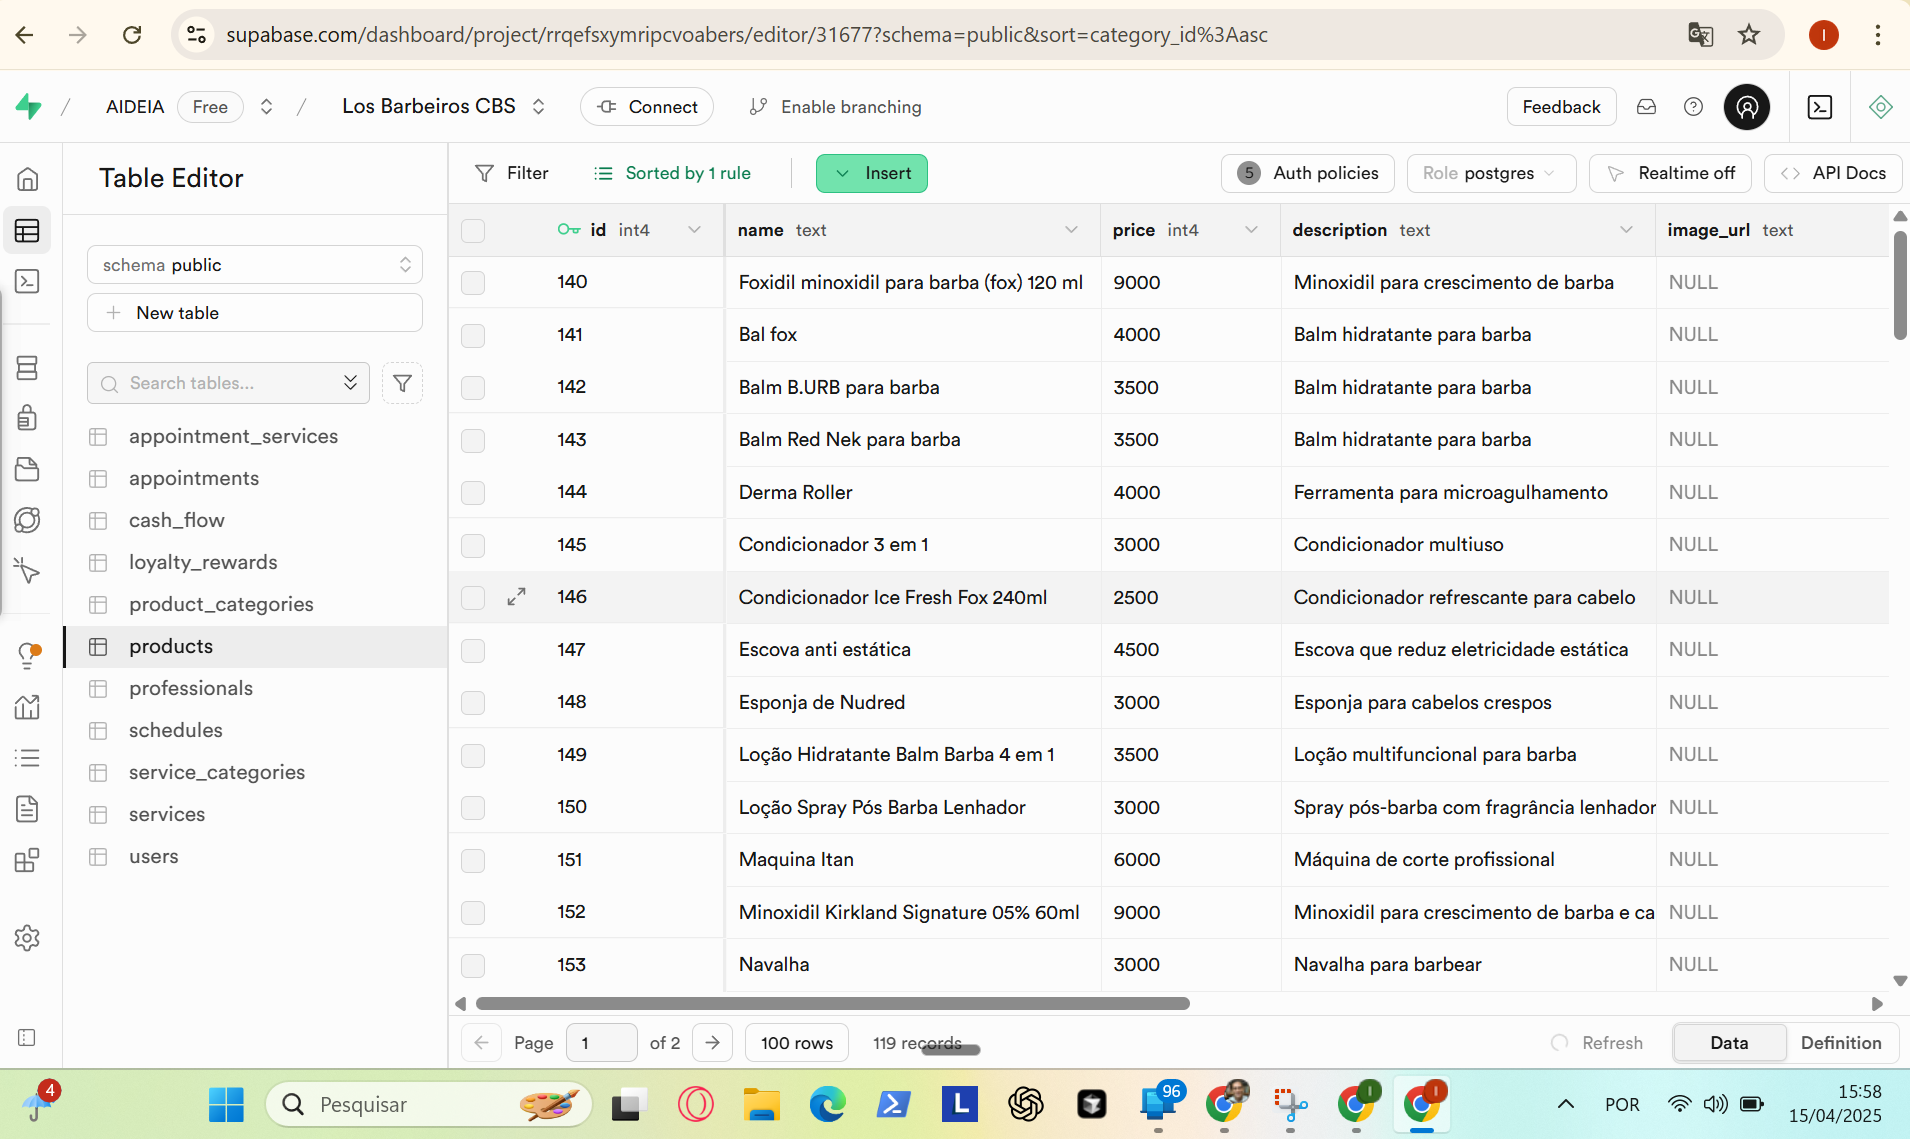 supabase.com/dashboard/project/rrqefsxymripcvoabers/editor/31677?schema=public&sort=category_id%3Aasc
I
/ AIDEIA Free / Los Barbeiros CBS Connect Enable branching Feedback
Table Editor
Filter Sorted by 1 rule Insert 5 Auth policies Role postgres Realtime off API Docs
schema public
New table
Search tables...
appointment_services
appointments
cash_flow
loyalty_rewards
product_categories
products
professionals
schedules
service_categories
services
users
id int4 name text price int4 description text image_url text
140 Foxidil minoxidil para barba (fox) 120 ml 9000 Minoxidil para crescimento de barba NULL
141 Bal fox 4000 Balm hidratante para barba NULL
142 Balm B.URB para barba 3500 Balm hidratante para barba NULL
143 Balm Red Nek para barba 3500 Balm hidratante para barba NULL
144 Derma Roller 4000 Ferramenta para microagulhamento NULL
145 Condicionador 3 em 1 3000 Condicionador multiuso NULL
146 Condicionador Ice Fresh Fox 240ml 2500 Condicionador refrescante para cabelo NULL
147 Escova anti estática 4500 Escova que reduz eletricidade estática NULL
148 Esponja de Nudred 3000 Esponja para cabelos crespos NULL
149 Loção Hidratante Balm Barba 4 em 1 3500 Loção multifuncional para barba NULL
150 Loção Spray Pós Barba Lenhador 3000 Spray pós-barba com fragrância lenhador NULL
151 Maquina Itan 6000 Máquina de corte profissional NULL
152 Minoxidil Kirkland Signature 05% 60ml 9000 Minoxidil para crescimento de barba e ca NULL
153 Navalha 3000 Navalha para barbear NULL
Page 1 of 2 100 rows 119 records Refresh Data Definition
4 Pesquisar L 96 I I POR 15:58
15/04/2025